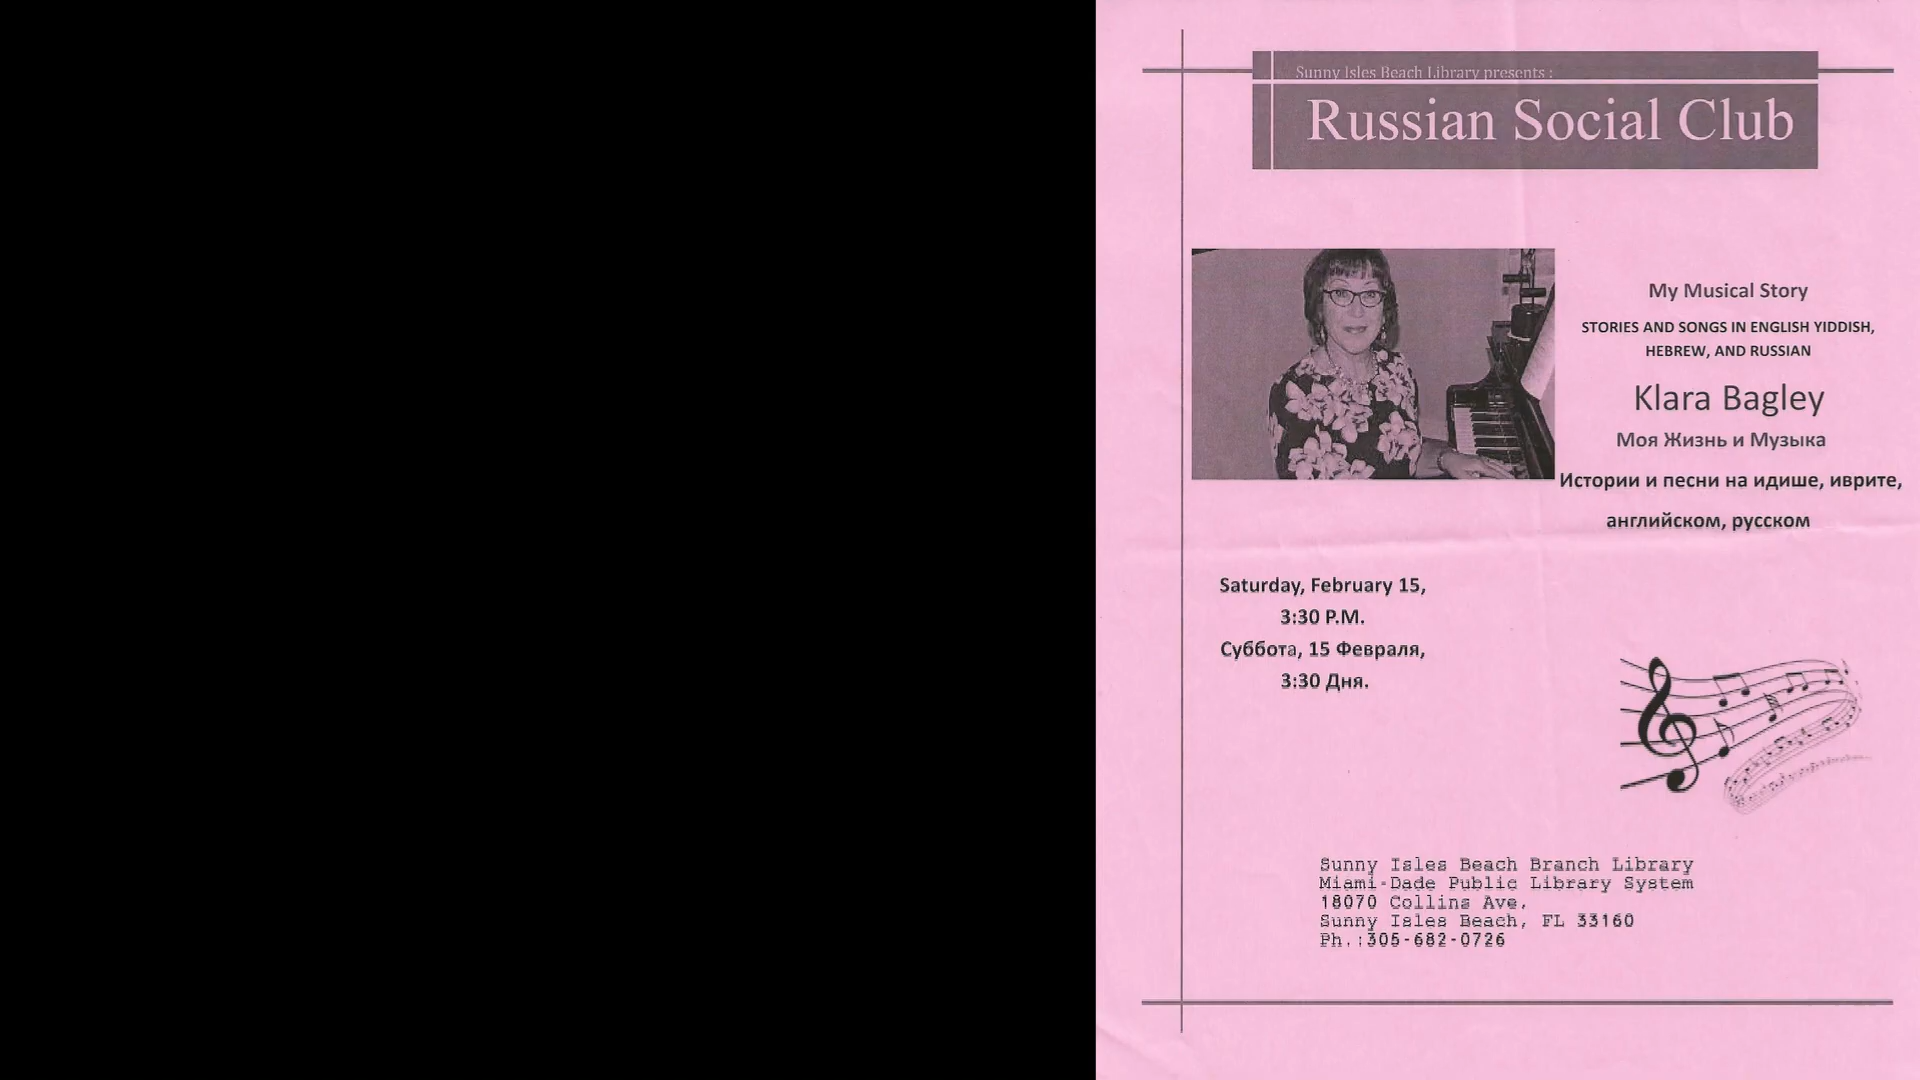 Sunny Isles Beach Library presents :
Russian Social Club
My Musical Story
STORIES AND SONGS IN ENGLISH YIDDISH,
HEBREW, AND RUSSIAN
Klara Bagley
Моя Жизнь и Музыка
Истории и песни на идише, иврите,
английском, русском
Saturday, February 15,
3:30 P.M.
Суббота, 15 Февраля,
3:30 Дня.
Sunny Isles Beach Branch Library
Miami-Dade Public Library System
18070 Collins Ave,
Sunny Isles Beach, FL 33160
Ph.:305-682-0726